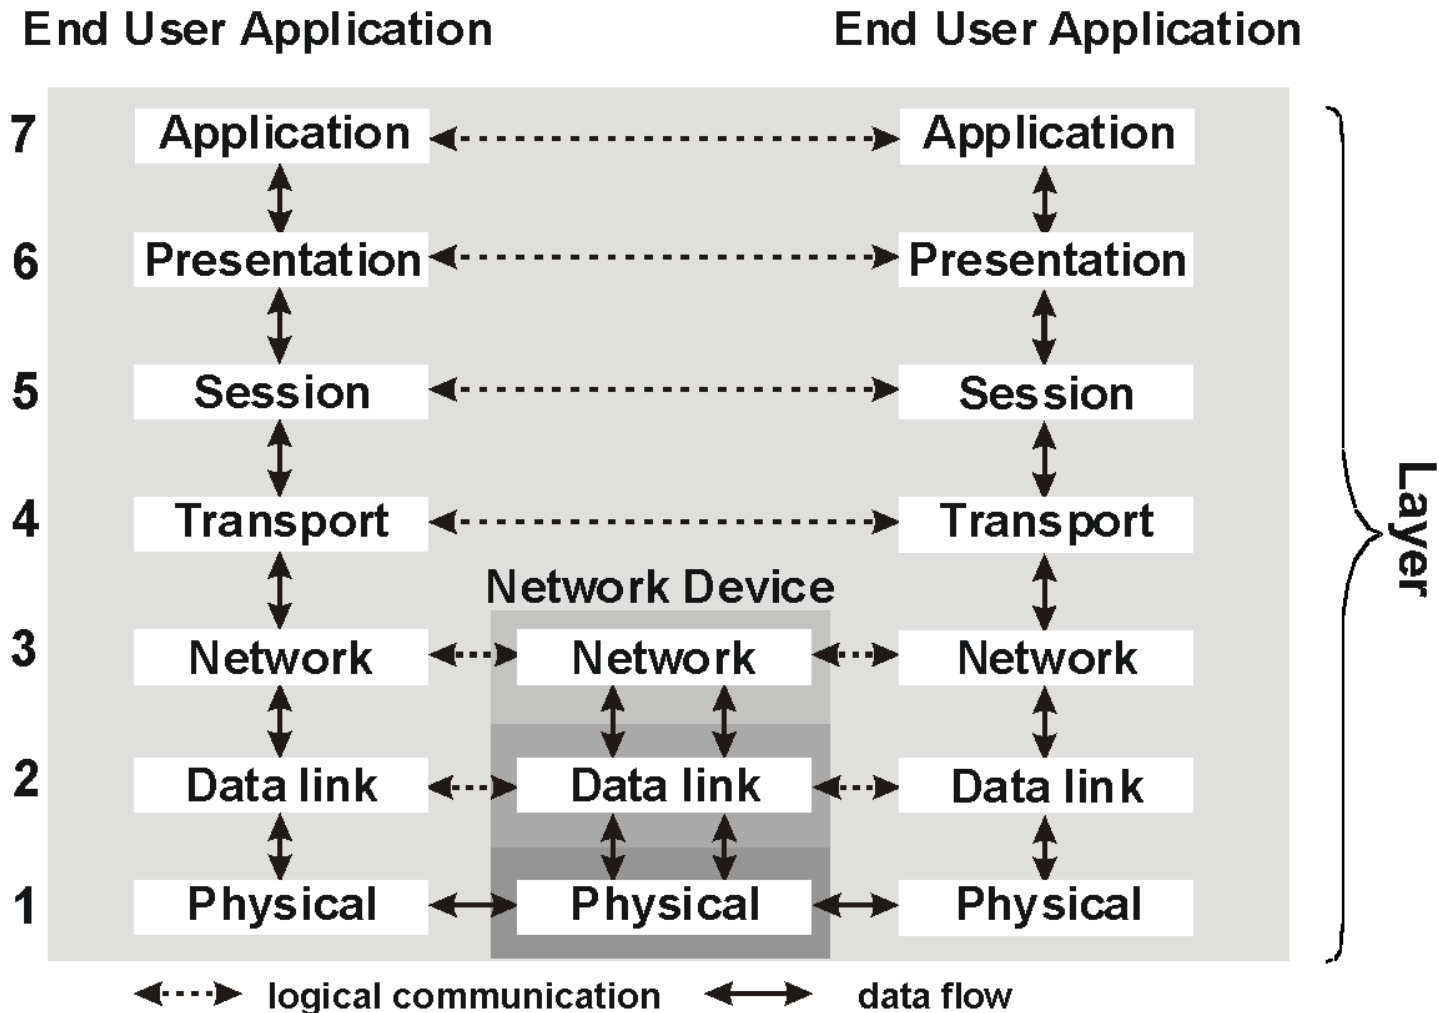 End User Application End User Application
7 Application Application
6 Presentation Presentation
5 Session Session
4 Transport Transport
Network Device
3 Network Network Network
2 Data link Data link Data link
1 Physical Physical Physical
Layer
logical communication data flow